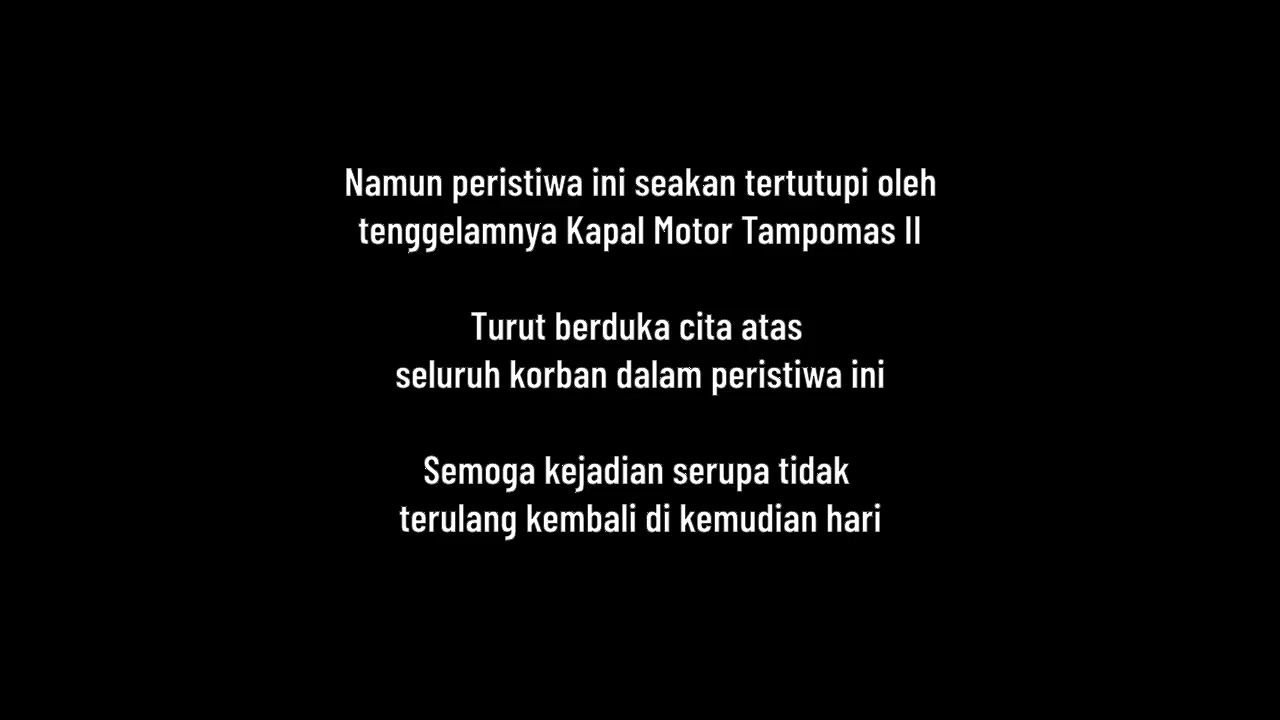 Namun peristiwa ini seakan tertutupi oleh
tenggelamnya Kapal Motor Tampomas II
Turut berduka cita atas
seluruh korban dalam peristiwa ini
Semoga kejadian serupa tidak
terulang kembali di kemudian hari